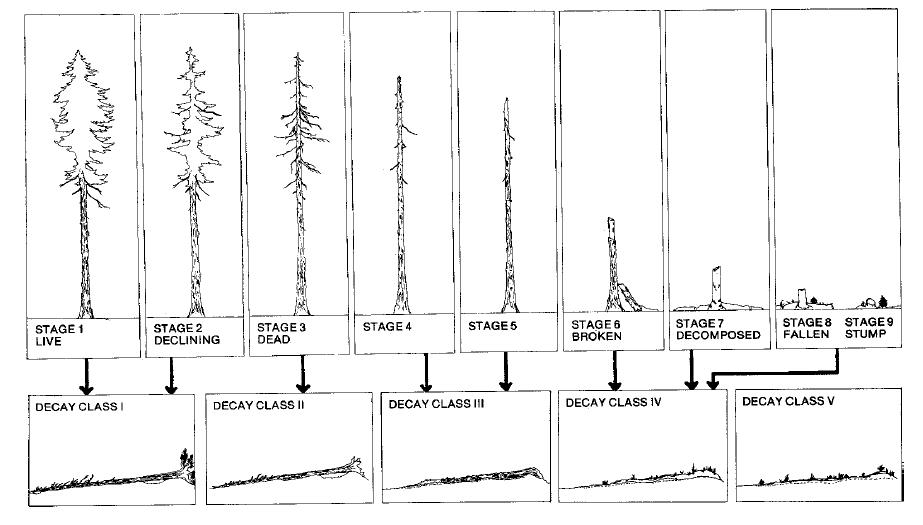 STAGE 1
LIVE
STAGE 2
DECLINING
STAGE 3
DEAD
STAGE 4
STAGE 5
STAGE 6
BROKEN
STAGE 7
DECOMPOSED
STAGE 8
FALLEN
STAGE 9
STUMP
DECAY CLASS I
DECAY CLASS II
DECAY CLASS III
DECAY CLASS IV
DECAY CLASS V